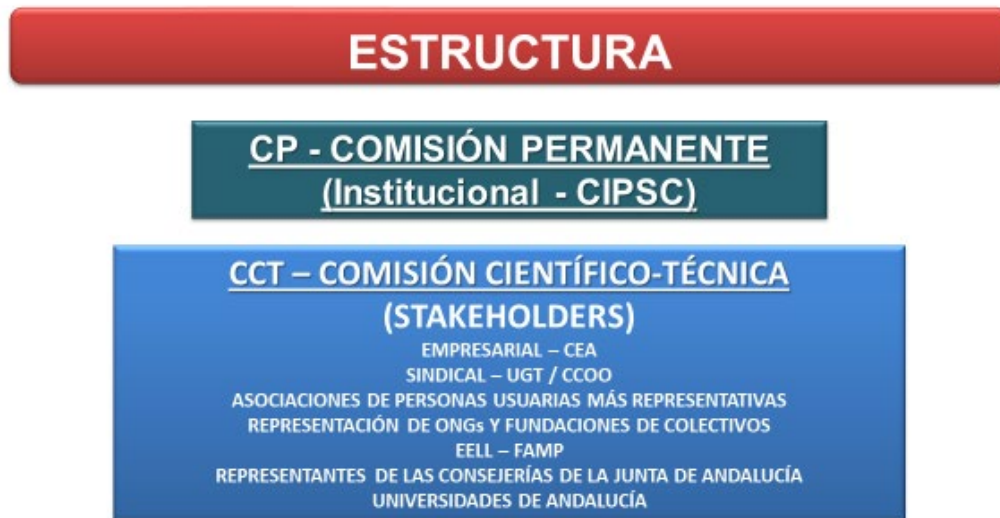 ESTRUCTURA
CP - COMISIÓN PERMANENTE
(Institucional - CIPSC)
CCT – COMISIÓN CIENTÍFICO-TÉCNICA
(STAKEHOLDERS)
EMPRESARIAL – CEA
SINDICAL – UGT / CCOO
ASOCIACIONES DE PERSONAS USUARIAS MÁS REPRESENTATIVAS
REPRESENTACIÓN DE ONGs Y FUNDACIONES DE COLECTIVOS
EELL – FAMP
REPRESENTANTES DE LAS CONSEJERÍAS DE LA JUNTA DE ANDALUCÍA
UNIVERSIDADES DE ANDALUCÍA